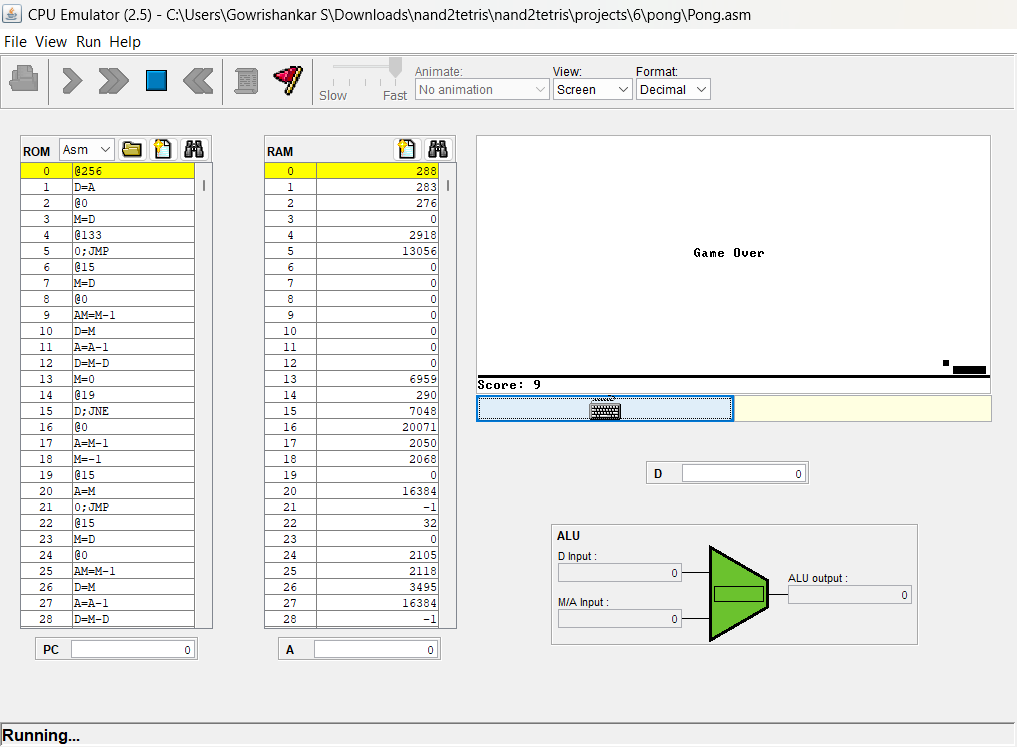 CPU Emulator (2.5) - C:\Users\Gowrishankar S\Downloads\nand2tetris\nand2tetris\projects\6\pong\Pong.asm
File View Run Help
Slow Fast
Animate:
No animation
View:
Screen
Format:
Decimal
ROM Asm
0 @256
1 D=A
2 @0
3 M=D
4 @133
5 0;JMP
6 @15
7 M=D
8 @0
9 AM=M-1
10 D=M
11 A=A-1
12 D=M-D
13 M=0
14 @19
15 D;JNE
16 @0
17 A=M-1
18 M=-1
19 @15
20 A=M
21 0;JMP
22 @15
23 M=D
24 @0
25 AM=M-1
26 D=M
27 A=A-1
28 D=M-D
PC 0
RAM
0 288
1 283
2 276
3 0
4 2918
5 13056
6 0
7 0
8 0
9 0
10 0
11 0
12 0
13 6959
14 290
15 7048
16 20071
17 2050
18 2068
19 0
20 16384
21 -1
22 32
23 0
24 2105
25 2118
26 3495
27 16384
28 -1
A 0
Game Over
Score: 9
D 0
ALU
D Input :
0
M/A Input :
0
ALU output :
0
Running...